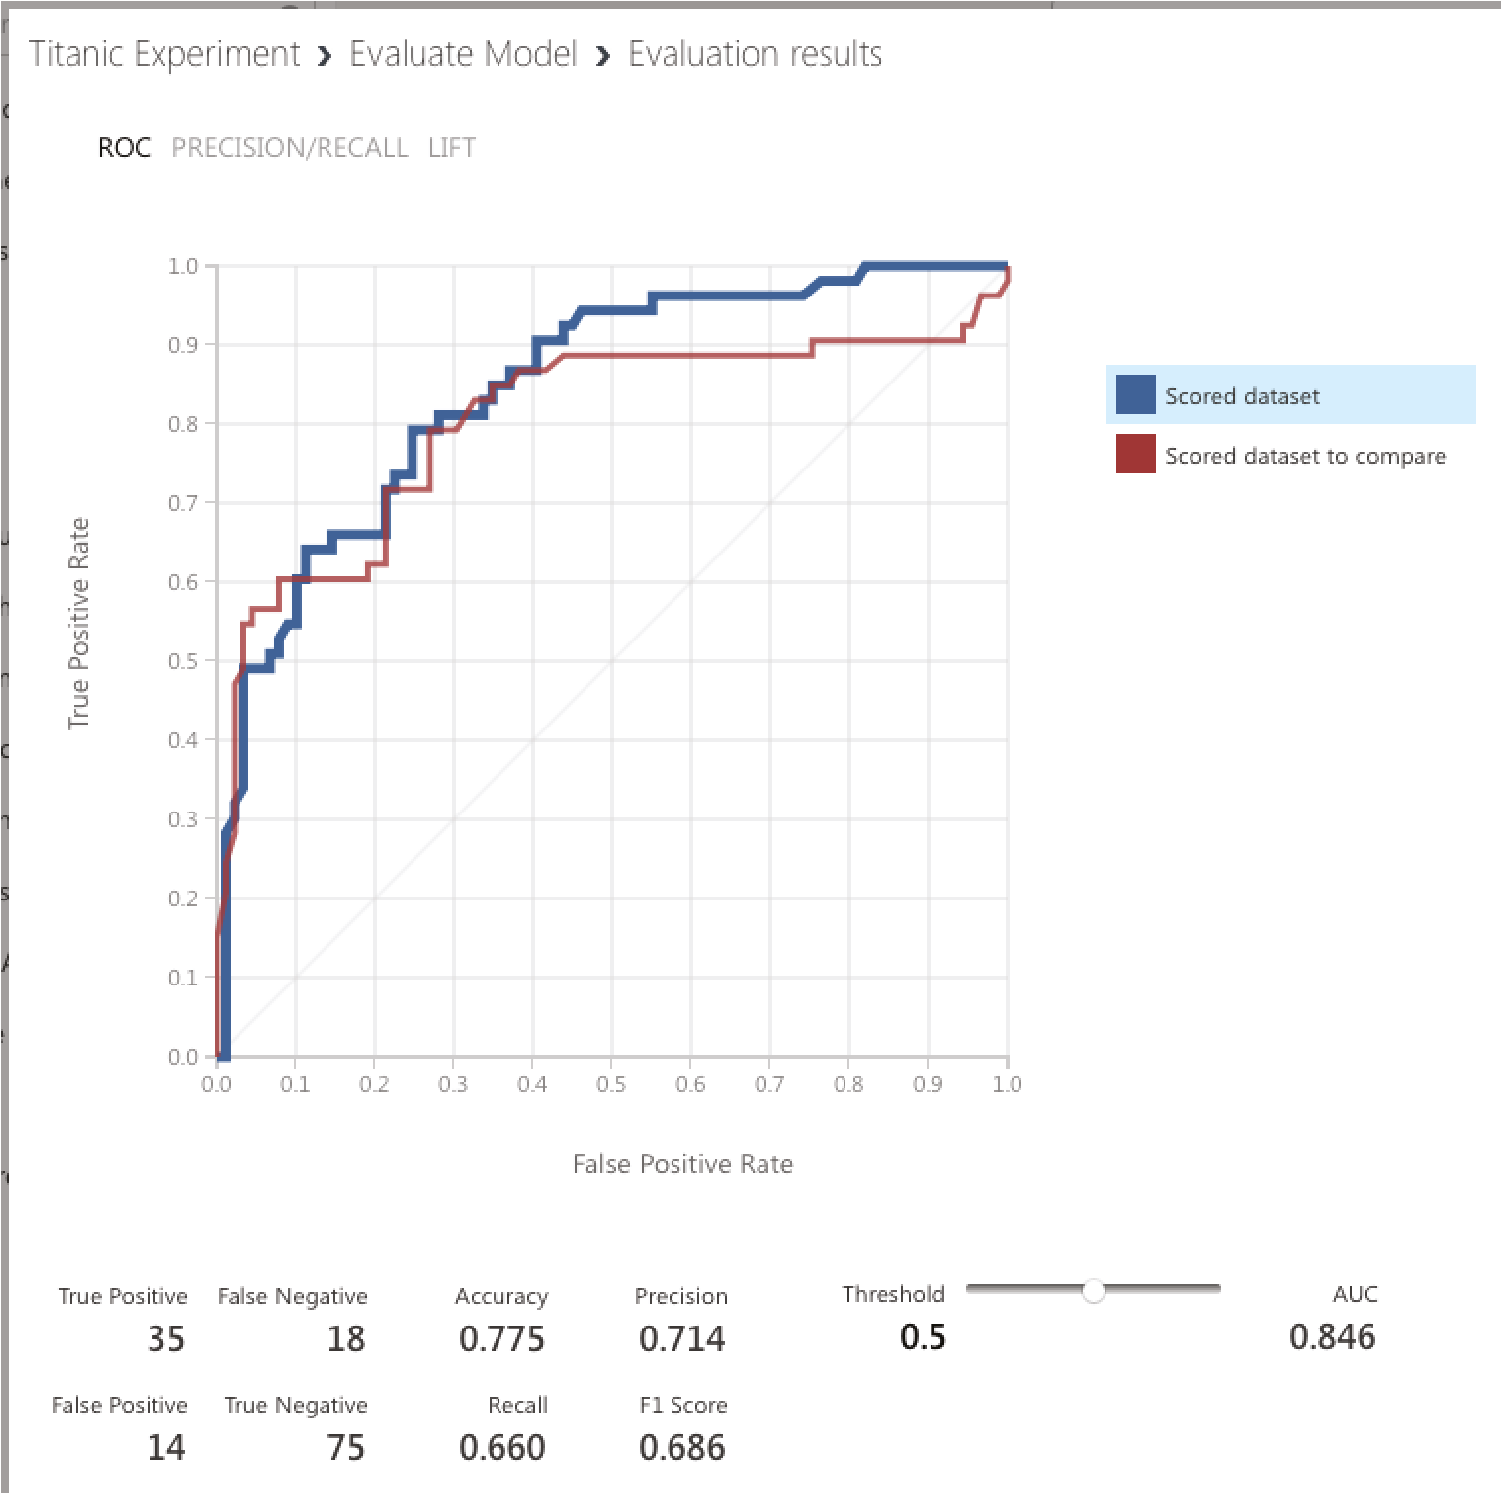 Titanic Experiment › Evaluate Model › Evaluation results
ROC PRECISION/RECALL LIFT
True Positive Rate
1.0
0.9
0.8
0.7
0.6
0.5
0.4
0.3
0.2
0.1
0.0
0.0 0.1 0.2 0.3 0.4 0.5 0.6 0.7 0.8 0.9 1.0
False Positive Rate
Scored dataset
Scored dataset to compare
True Positive False Negative Accuracy Precision Threshold AUC
35 18 0.775 0.714 0.5 0.846
False Positive True Negative Recall F1 Score
14 75 0.660 0.686